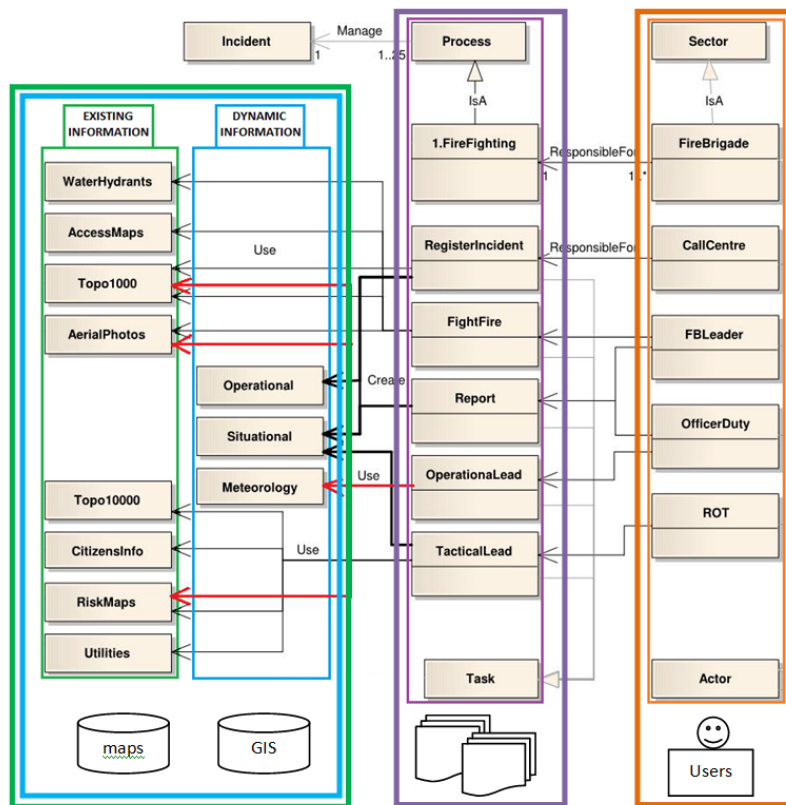 Incident
Manage
1
1..25
Process
Sector
IsA
IsA
EXISTING
INFORMATION
DYNAMIC
INFORMATION
1.FireFighting
ResponsibleFor
1
1..*
FireBrigade
WaterHydrants
AccessMaps
Use
Topo1000
AerialPhotos
RegisterIncident
ResponsibleFor
CallCentre
FightFire
FBLeader
Operational
Create
Report
OfficerDuty
Situational
Meteorology
Use
OperationaLead
Topo10000
ROT
CitizensInfo
Use
TacticalLead
RiskMaps
Utilities
Task
Actor
maps
GIS
Users